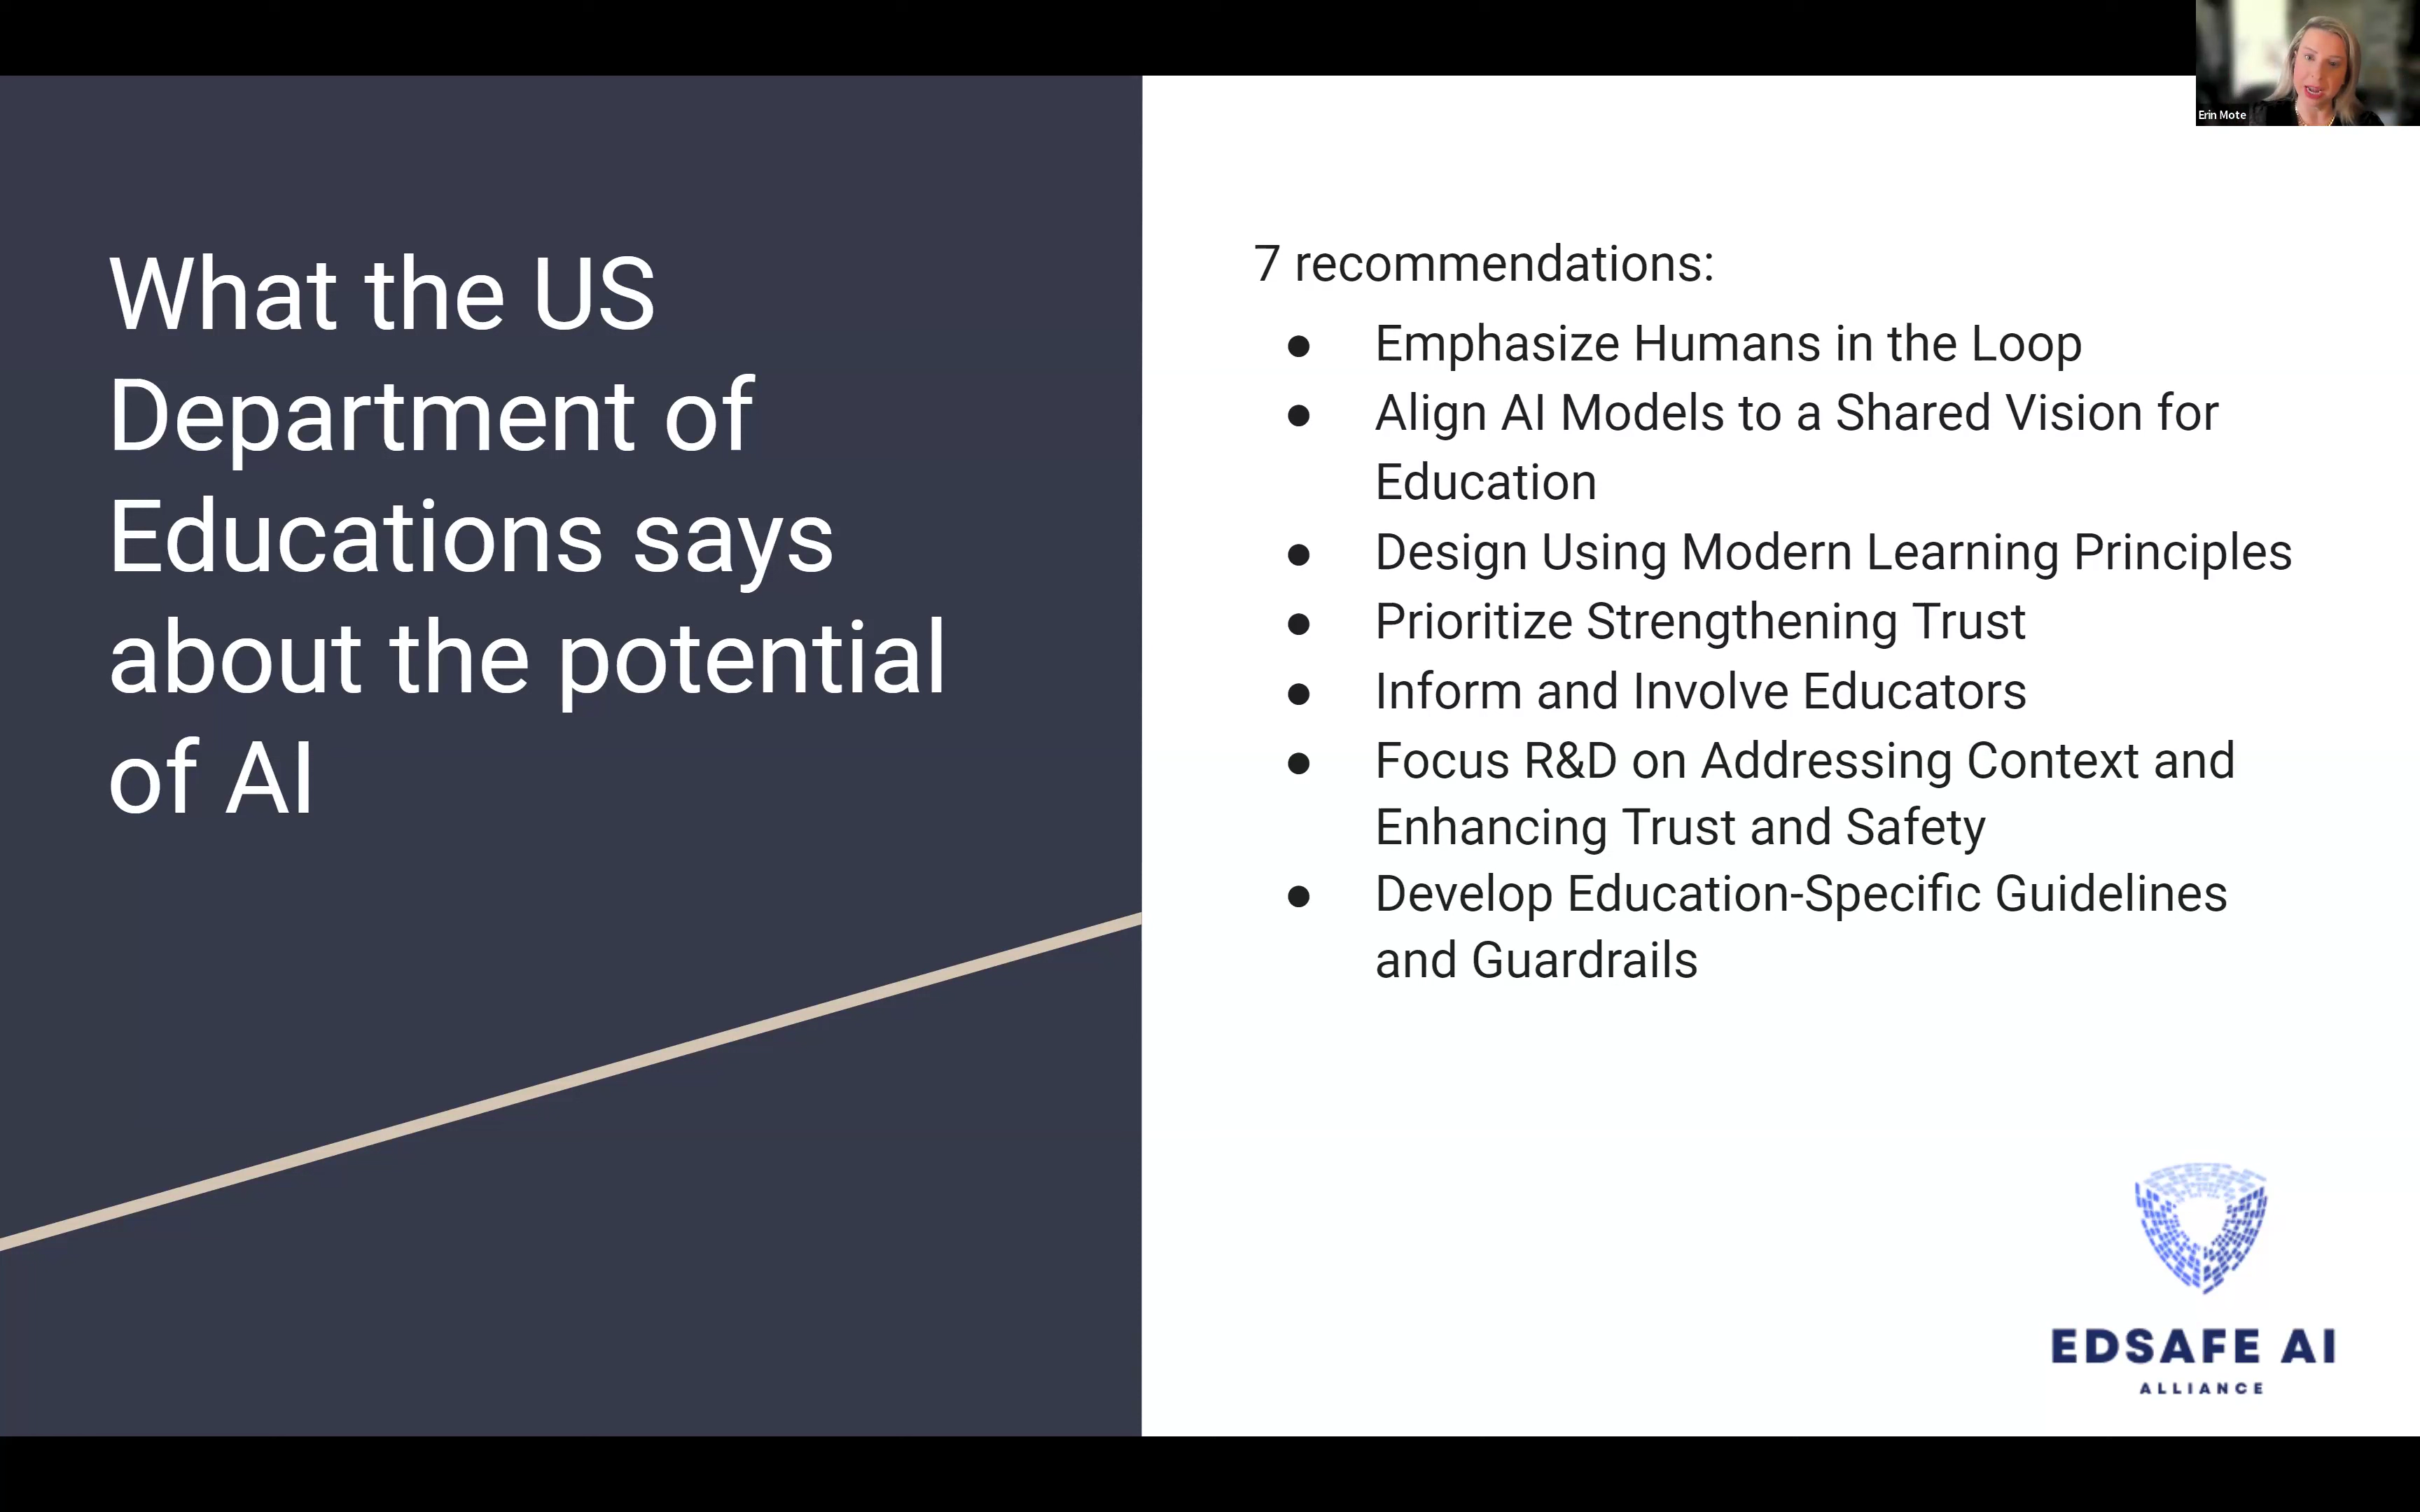 What the US
Department of
Educations says
about the potential
of AI
7 recommendations:
● Emphasize Humans in the Loop
● Align AI Models to a Shared Vision for
Education
● Design Using Modern Learning Principles
● Prioritize Strengthening Trust
● Inform and Involve Educators
● Focus R&D on Addressing Context and
Enhancing Trust and Safety
● Develop Education-Specific Guidelines
and Guardrails
EDSAFE AI
ALLIANCE
Erin Mote